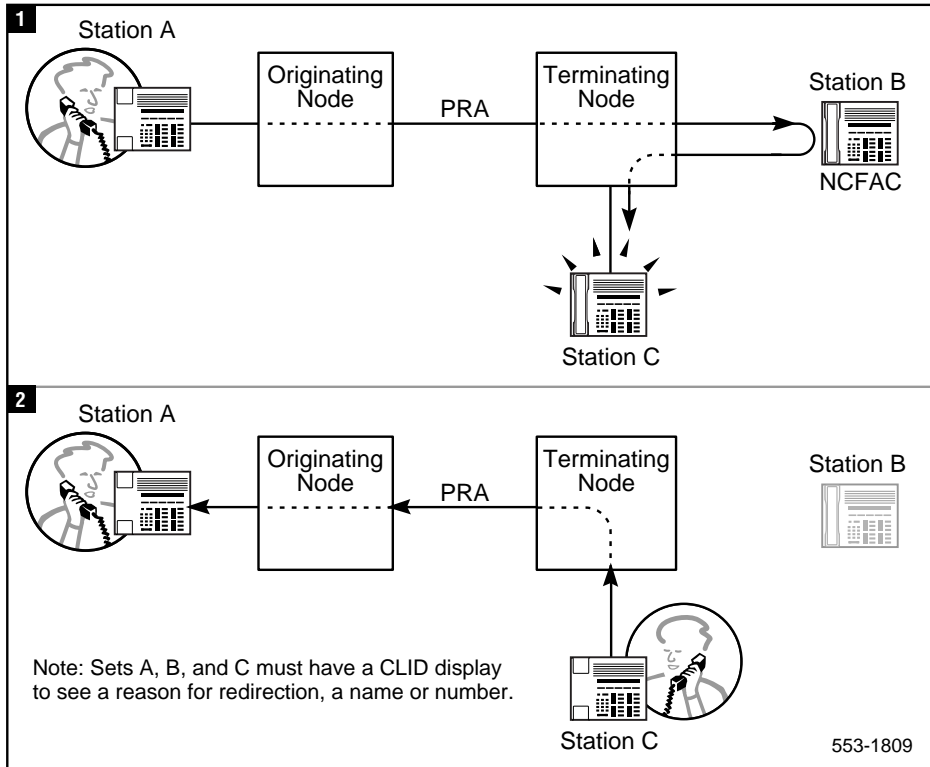 1
Station A
Originating
Node
PRA
Terminating
Node
Station B
NCFAC
Station C
2
Station A
Originating
Node
PRA
Terminating
Node
Station B
Note: Sets A, B, and C must have a CLID display
to see a reason for redirection, a name or number.
Station C
553-1809